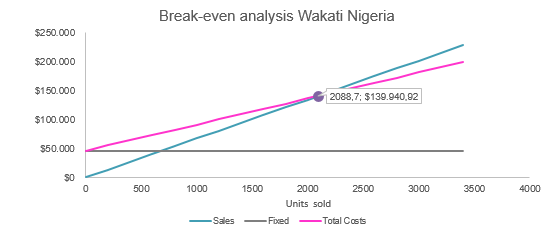 Break-even analysis Wakati Nigeria
$250.000
$200.000
$150.000
$100.000
$50.000
$0
2088,7; $139.940,92
0 500 1000 1500 2000 2500 3000 3500 4000
Units sold
Sales Fixed Total Costs